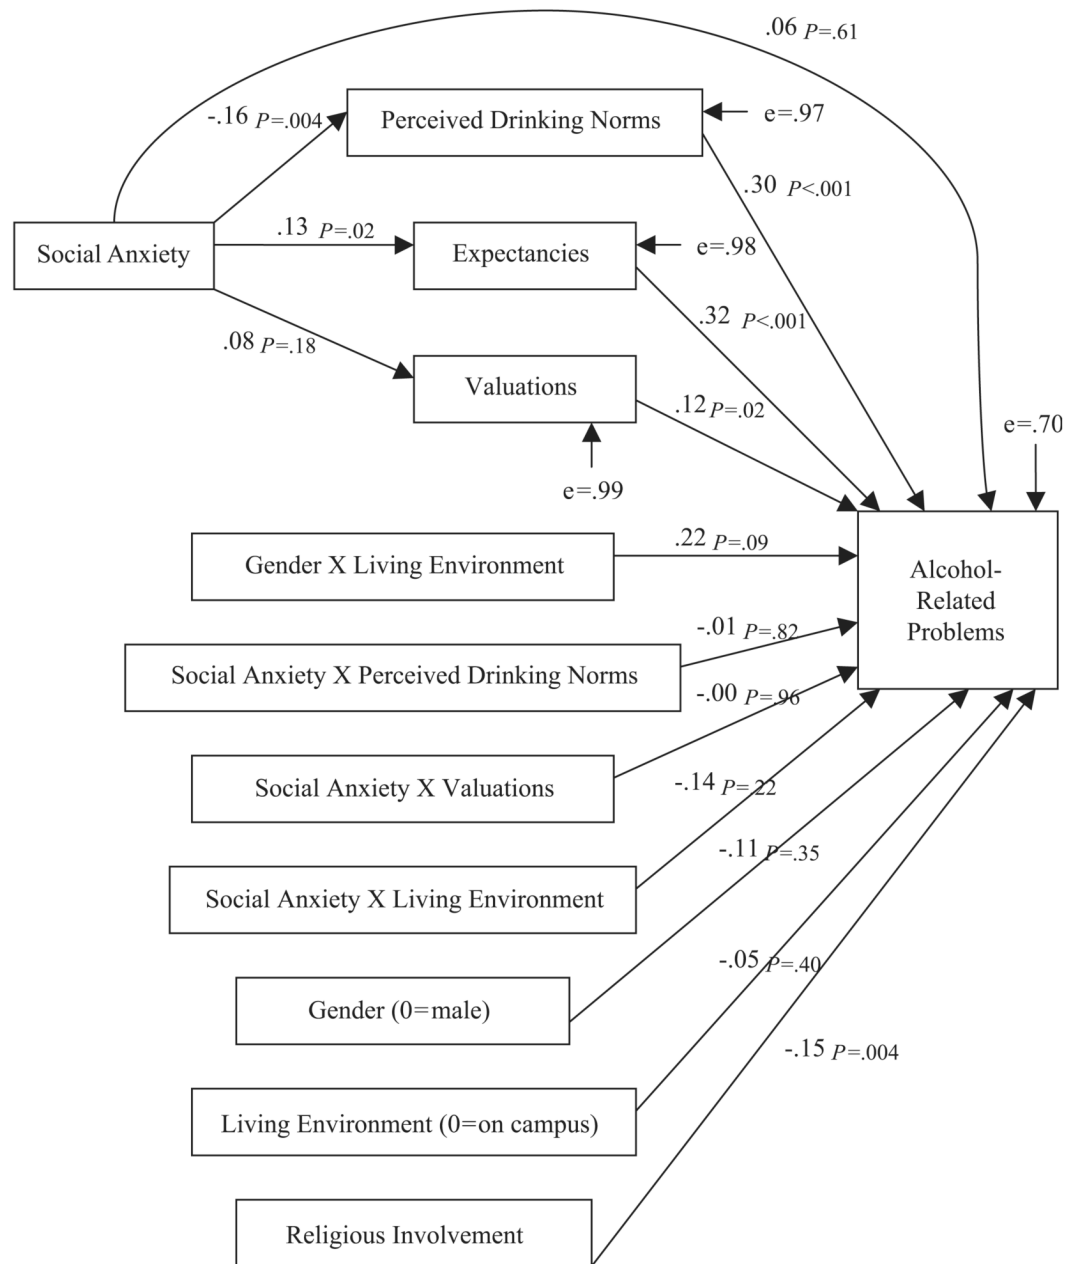 .06 P=.61
-.16 P=.004
Perceived Drinking Norms
e=.97
.30 P<.001
Social Anxiety
.13 P=.02
Expectancies
e=.98
.32 P<.001
.08 P=.18
Valuations
.12 P=.02
e=.70
e=.99
Gender X Living Environment
.22 P=.09
Alcohol-
Related
Problems
-.01 P=.82
Social Anxiety X Perceived Drinking Norms
-.00 P=.96
Social Anxiety X Valuations
-.14 P=.22
-.11 P=.35
Social Anxiety X Living Environment
-.05 P=.40
Gender (0=male)
-.15 P=.004
Living Environment (0=on campus)
Religious Involvement